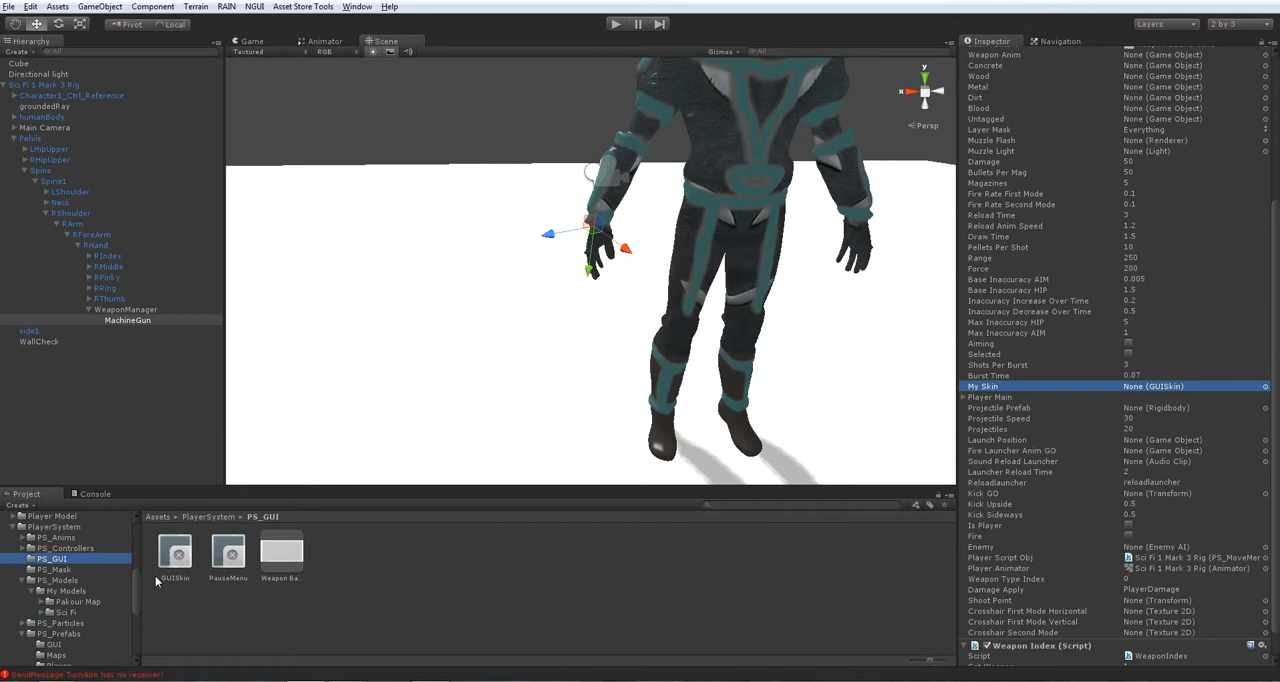 File Edit Assets GameObject Component Terrain RAIN NGUI Asset Store Tools Window Help
Pivot Local Layers 2 by 3
Hierarchy
Create All
Cube
Directional light
Sci Fi 1 Mark 3 Rig
Character1_Ctrl_Reference
groundedRay
humanBody
Main Camera
Pelvis
LHipUpper
RHipUpper
Spine
Spine1
LShoulder
Neck
RShoulder
RArm
RForeArm
RHand
RIndex
RMiddle
RPinky
RRing
RThumb
WeaponManager
MachineGun
side1
WallCheck
Game Animator Scene
Textured RGB Gizmos All
y
x
Persp
Inspector Navigation
Weapon Anim None (Game Object)
Concrete None (Game Object)
Wood None (Game Object)
Metal None (Game Object)
Dirt None (Game Object)
Blood None (Game Object)
Untagged None (Game Object)
Layer Mask Everything
Muzzle Flash None (Renderer)
Muzzle Light None (Light)
Damage 50
Bullets Per Mag 50
Magazines 5
Fire Rate First Mode 0.1
Fire Rate Second Mode 0.1
Reload Time 3
Reload Anim Speed 1.2
Draw Time 1.5
Pellets Per Shot 10
Range 250
Force 200
Base Inaccuracy AIM 0.005
Base Inaccuracy HIP 1.5
Inaccuracy Increase Over Time 0.2
Inaccuracy Decrease Over Time 0.5
Max Inaccuracy HIP 5
Max Inaccuracy AIM 1
Aiming
Selected
Shots Per Burst 3
Burst Time 0.07
My Skin None (GUISkin)
Player Main
Projectile Prefab None (Rigidbody)
Projectile Speed 30
Projectiles 20
Launch Position None (Game Object)
Fire Launcher Anim GO None (Game Object)
Sound Reload Launcher None (Audio Clip)
Launcher Reload Time 2
Reloadlauncher reloadlauncher
Kick GO None (Transform)
Kick Upside 0.5
Kick Sideways 0.5
Is Player
Fire
Enemy None (Enemy AI)
Player Script Obj Sci Fi 1 Mark 3 Rig (PS_MoveMer
Player Animator Sci Fi 1 Mark 3 Rig (Animator)
Weapon Type Index 0
Damage Apply PlayerDamage
Shoot Point None (Transform)
Crosshair First Mode Horizontal None (Texture 2D)
Crosshair First Mode Vertical None (Texture 2D)
Crosshair Second Mode None (Texture 2D)
Weapon Index (Script)
Script WeaponIndex
Project Console
Create
Player Model
PlayerSystem
PS_Anims
PS_Controllers
PS_GUI
PS_Mask
PS_Models
My Models
Pakour Map
Sci Fi
PS_Particles
PS_Prefabs
GUI
Maps
Assets PlayerSystem PS_GUI
GUISkin PauseMenu Weapon Ba..
SendMessage TurnAim has no receiver!